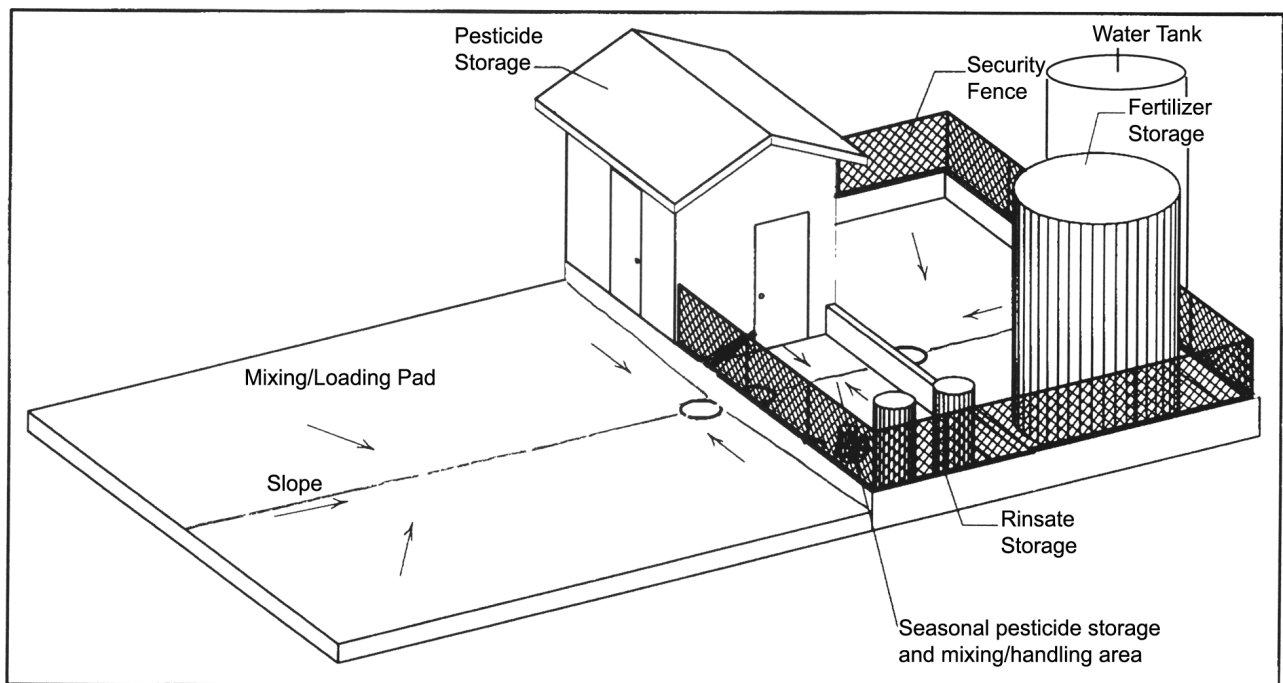 Pesticide
Storage
Water Tank
Security
Fence
Fertilizer
Storage
Mixing/Loading Pad
Slope
Rinsate
Storage
Seasonal pesticide storage
and mixing/handling area